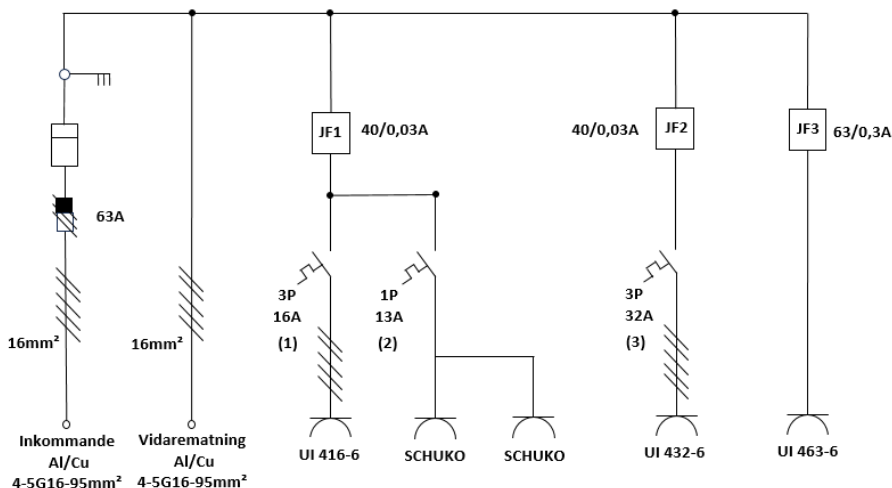 JF1
40/0,03A
40/0,03A
JF2
JF3
63/0,3A
63A
3P
16A
(1)
1P
13A
(2)
3P
32A
(3)
16mm²
16mm²
Inkommande
Al/Cu
4-5G16-95mm²
Vidarematning
Al/Cu
4-5G16-95mm²
UI 416-6
SCHUKO
SCHUKO
UI 432-6
UI 463-6